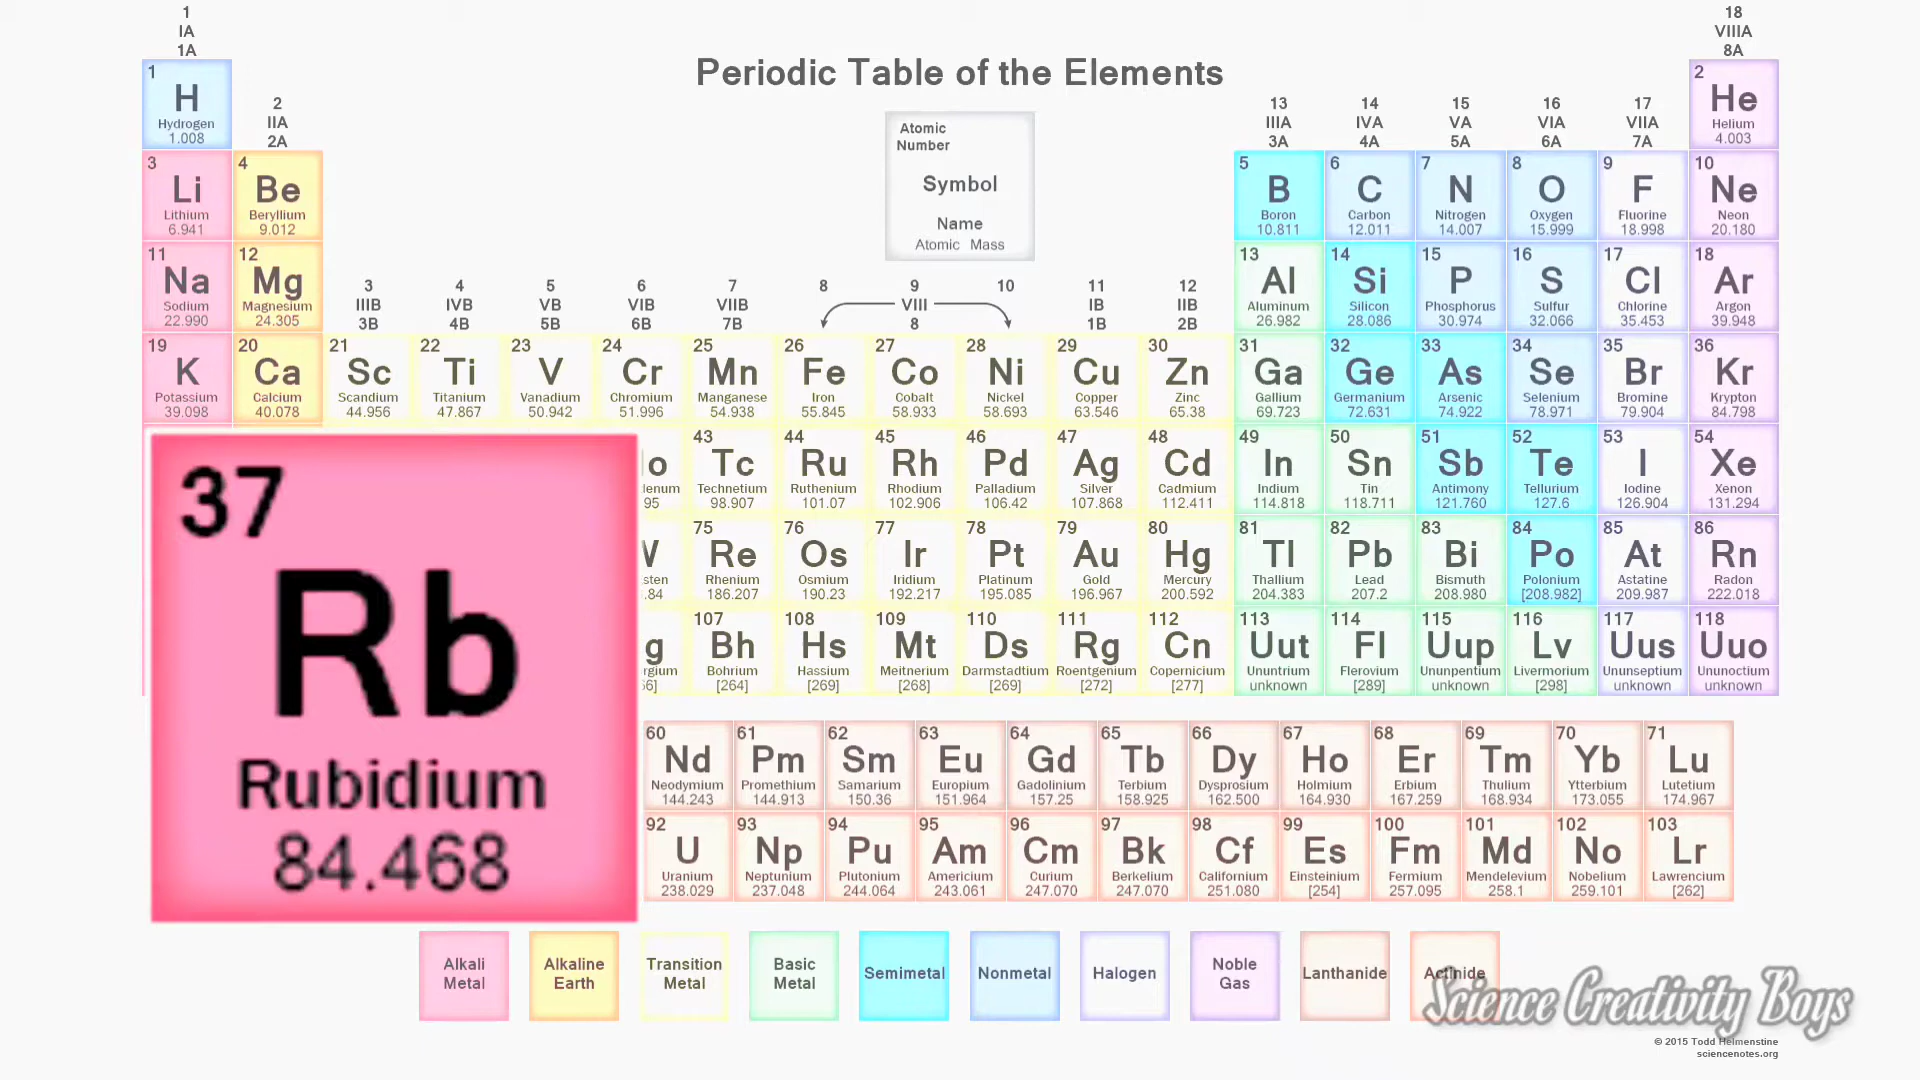 1
IA
1A
18
VIIIA
8A
Periodic Table of the Elements
1
H
Hydrogen
1.008
2
IIA
2A
13
IIIA
3A
14
IVA
4A
15
VA
5A
16
VIA
6A
17
VIIA
7A
2
He
Helium
4.003
Atomic
Number
Symbol
Name
Atomic Mass
3
Li
Lithium
6.941
4
Be
Beryllium
9.012
5
B
Boron
10.811
6
C
Carbon
12.011
7
N
Nitrogen
14.007
8
O
Oxygen
15.999
9
F
Fluorine
18.998
10
Ne
Neon
20.180
11
Na
Sodium
22.990
12
Mg
Magnesium
24.305
3
IIIB
3B
4
IVB
4B
5
VB
5B
6
VIB
6B
7
VIIB
7B
8
9
10
VIII
8
11
IB
1B
12
IIB
2B
13
Al
Aluminum
26.982
14
Si
Silicon
28.086
15
P
Phosphorus
30.974
16
S
Sulfur
32.066
17
Cl
Chlorine
35.453
18
Ar
Argon
39.948
19
K
Potassium
39.098
20
Ca
Calcium
40.078
21
Sc
Scandium
44.956
22
Ti
Titanium
47.867
23
V
Vanadium
50.942
24
Cr
Chromium
51.996
25
Mn
Manganese
54.938
26
Fe
Iron
55.845
27
Co
Cobalt
58.933
28
Ni
Nickel
58.693
29
Cu
Copper
63.546
30
Zn
Zinc
65.38
31
Ga
Gallium
69.723
32
Ge
Germanium
72.631
33
As
Arsenic
74.922
34
Se
Selenium
78.971
35
Br
Bromine
79.904
36
Kr
Krypton
84.798
37
Rb
Rubidium
84.468
43
Tc
Technetium
98.907
44
Ru
Ruthenium
101.07
45
Rh
Rhodium
102.906
46
Pd
Palladium
106.42
47
Ag
Silver
107.868
48
Cd
Cadmium
112.411
49
In
Indium
114.818
50
Sn
Tin
118.711
51
Sb
Antimony
121.760
52
Te
Tellurium
127.6
53
I
Iodine
126.904
54
Xe
Xenon
131.294
75
Re
Rhenium
186.207
76
Os
Osmium
190.23
77
Ir
Iridium
192.217
78
Pt
Platinum
195.085
79
Au
Gold
196.967
80
Hg
Mercury
200.592
81
Tl
Thallium
204.383
82
Pb
Lead
207.2
83
Bi
Bismuth
208.980
84
Po
Polonium
[208.982]
85
At
Astatine
209.987
86
Rn
Radon
222.018
107
Bh
Bohrium
[264]
108
Hs
Hassium
[269]
109
Mt
Meitnerium
[268]
110
Ds
Darmstadtium
[269]
111
Rg
Roentgenium
[272]
112
Cn
Copernicium
[277]
113
Uut
Ununtrium
unknown
114
Fl
Flerovium
[289]
115
Uup
Ununpentium
unknown
116
Lv
Livermorium
[298]
117
Uus
Ununseptium
unknown
118
Uuo
Ununoctium
unknown
60
Nd
Neodymium
144.243
61
Pm
Promethium
144.913
62
Sm
Samarium
150.36
63
Eu
Europium
151.964
64
Gd
Gadolinium
157.25
65
Tb
Terbium
158.925
66
Dy
Dysprosium
162.500
67
Ho
Holmium
164.930
68
Er
Erbium
167.259
69
Tm
Thulium
168.934
70
Yb
Ytterbium
173.055
71
Lu
Lutetium
174.967
92
U
Uranium
238.029
93
Np
Neptunium
237.048
94
Pu
Plutonium
244.064
95
Am
Americium
243.061
96
Cm
Curium
247.070
97
Bk
Berkelium
247.070
98
Cf
Californium
251.080
99
Es
Einsteinium
[254]
100
Fm
Fermium
257.095
101
Md
Mendelevium
258.1
102
No
Nobelium
259.101
103
Lr
Lawrencium
[262]
Alkali
Metal
Alkaline
Earth
Transition
Metal
Basic
Metal
Semimetal
Nonmetal
Halogen
Noble
Gas
Lanthanide
Actinide
Science Creativity Boys
© 2015 Todd Helmenstine
sciencenotes.org